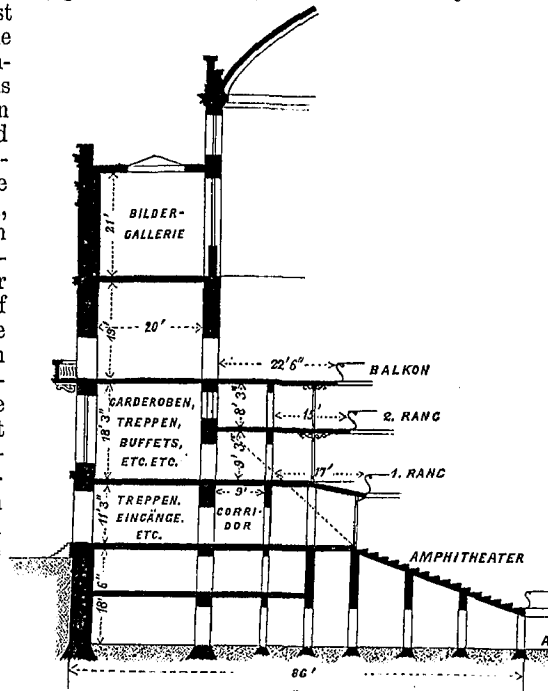 st
BILDER-
GALLERIE
21'
20'
22' 6"
BALKON
GARDEROBEN,
TREPPEN,
BUFFETS,
ETC. ETC.
18' 3"
8' 3"
15'
2. RANG
9' 3"
17'
1. RANG
TREPPEN.
EINGÄNGE.
ETC.
11' 3"
9'
CORRI-
DOR
AMPHITHEATER
18' 6"
86'